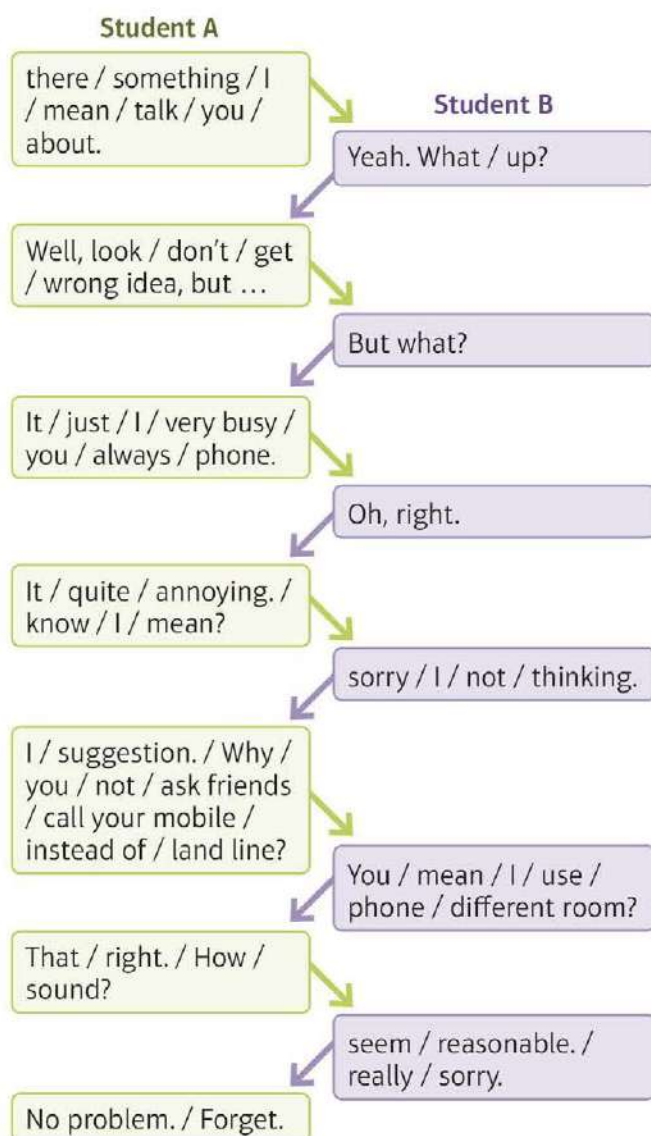 Student A
there / something / I
/ mean / talk / you /
about.
Student B
Yeah. What / up?
Well, look / don't / get
/ wrong idea, but …
But what?
It / just / I / very busy /
you / always / phone.
Oh, right.
It / quite / annoying. /
know / I / mean?
sorry / I / not / thinking.
I / suggestion. / Why /
you / not / ask friends
/ call your mobile /
instead of / land line?
You / mean / I / use /
phone / different room?
That / right. / How /
sound?
seem / reasonable. /
really / sorry.
No problem. / Forget.